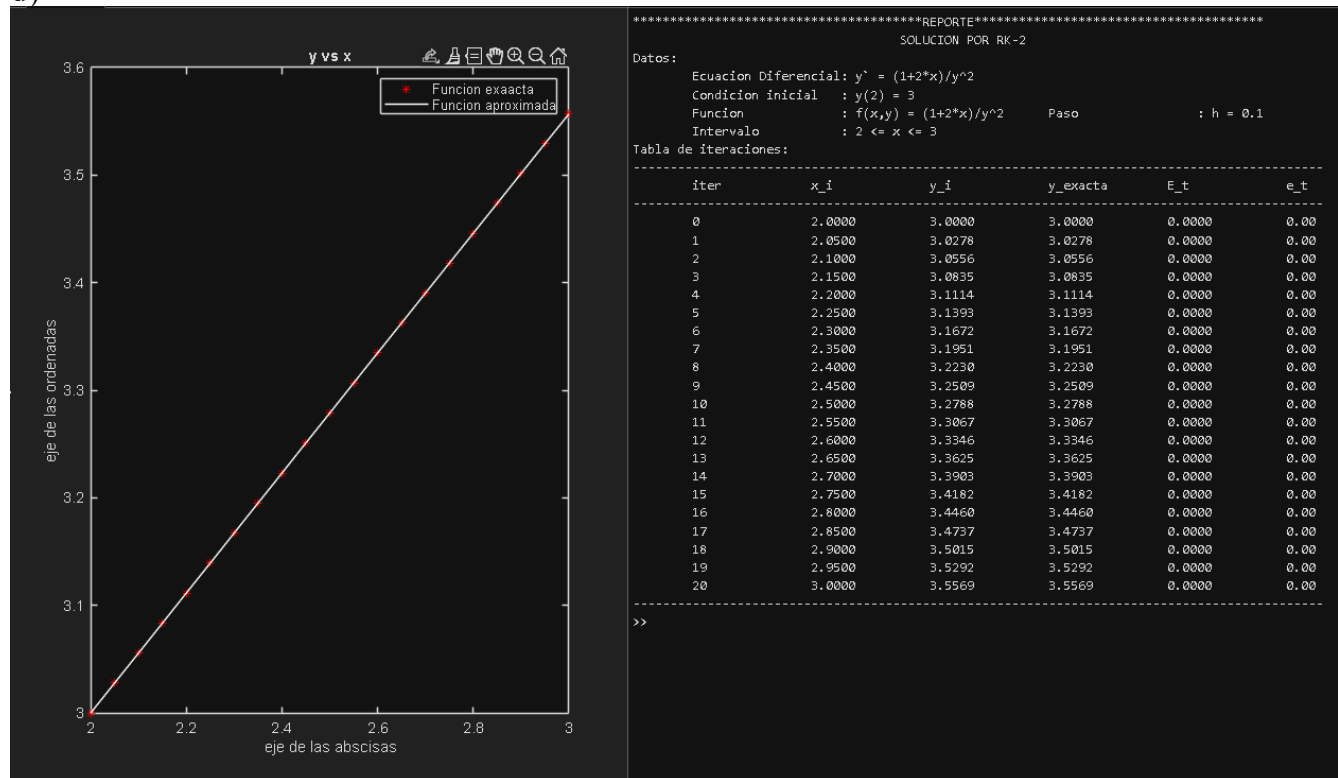 y vs x
Funcion exaacta
Funcion aproximada
3.6
3.5
3.4
3.3
3.2
3.1
3
2 2.2 2.4 2.6 2.8 3
eje de las ordenadas
eje de las abscisas
***************************************REPORTE***************************************
SOLUCION POR RK-2
Datos:
Ecuacion Diferencial: y` = (1+2*x)/y^2
Condicion inicial : y(2) = 3
Funcion : f(x,y) = (1+2*x)/y^2 Paso : h = 0.1
Intervalo : 2 <= x <= 3
Tabla de iteraciones:
iter x_i y_i y_exacta E_t e_t
0 2.0000 3.0000 3.0000 0.0000 0.00
1 2.0500 3.0278 3.0278 0.0000 0.00
2 2.1000 3.0556 3.0556 0.0000 0.00
3 2.1500 3.0835 3.0835 0.0000 0.00
4 2.2000 3.1114 3.1114 0.0000 0.00
5 2.2500 3.1393 3.1393 0.0000 0.00
6 2.3000 3.1672 3.1672 0.0000 0.00
7 2.3500 3.1951 3.1951 0.0000 0.00
8 2.4000 3.2230 3.2230 0.0000 0.00
9 2.4500 3.2509 3.2509 0.0000 0.00
10 2.5000 3.2788 3.2788 0.0000 0.00
11 2.5500 3.3067 3.3067 0.0000 0.00
12 2.6000 3.3346 3.3346 0.0000 0.00
13 2.6500 3.3625 3.3625 0.0000 0.00
14 2.7000 3.3903 3.3903 0.0000 0.00
15 2.7500 3.4182 3.4182 0.0000 0.00
16 2.8000 3.4460 3.4460 0.0000 0.00
17 2.8500 3.4737 3.4737 0.0000 0.00
18 2.9000 3.5015 3.5015 0.0000 0.00
19 2.9500 3.5292 3.5292 0.0000 0.00
20 3.0000 3.5569 3.5569 0.0000 0.00
>>